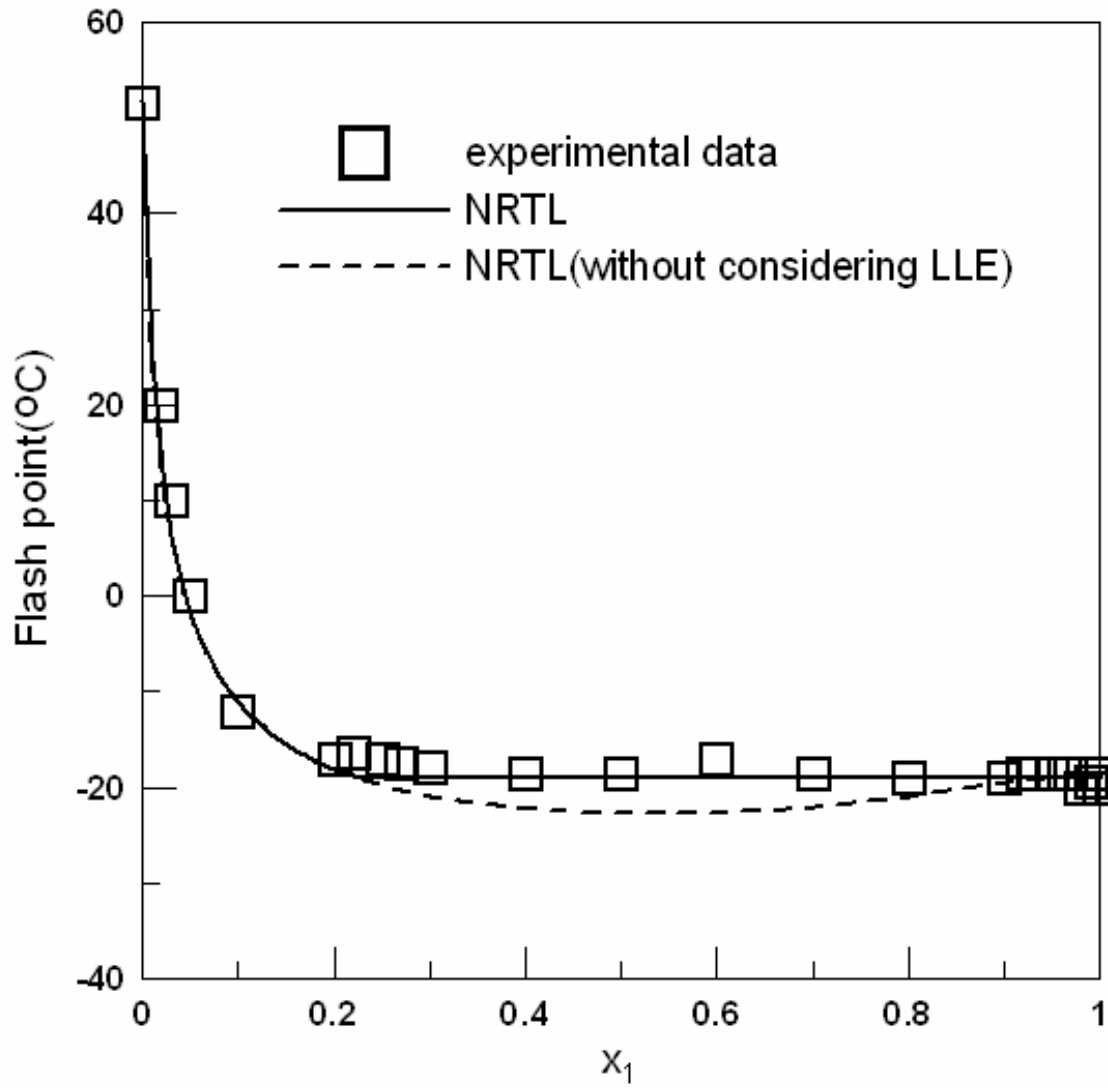 60
40
20
0
-20
-40
Flash point(ºC)
experimental data
NRTL
NRTL(without considering LLE)
0
0.2
0.4
0.6
0.8
1
x₁